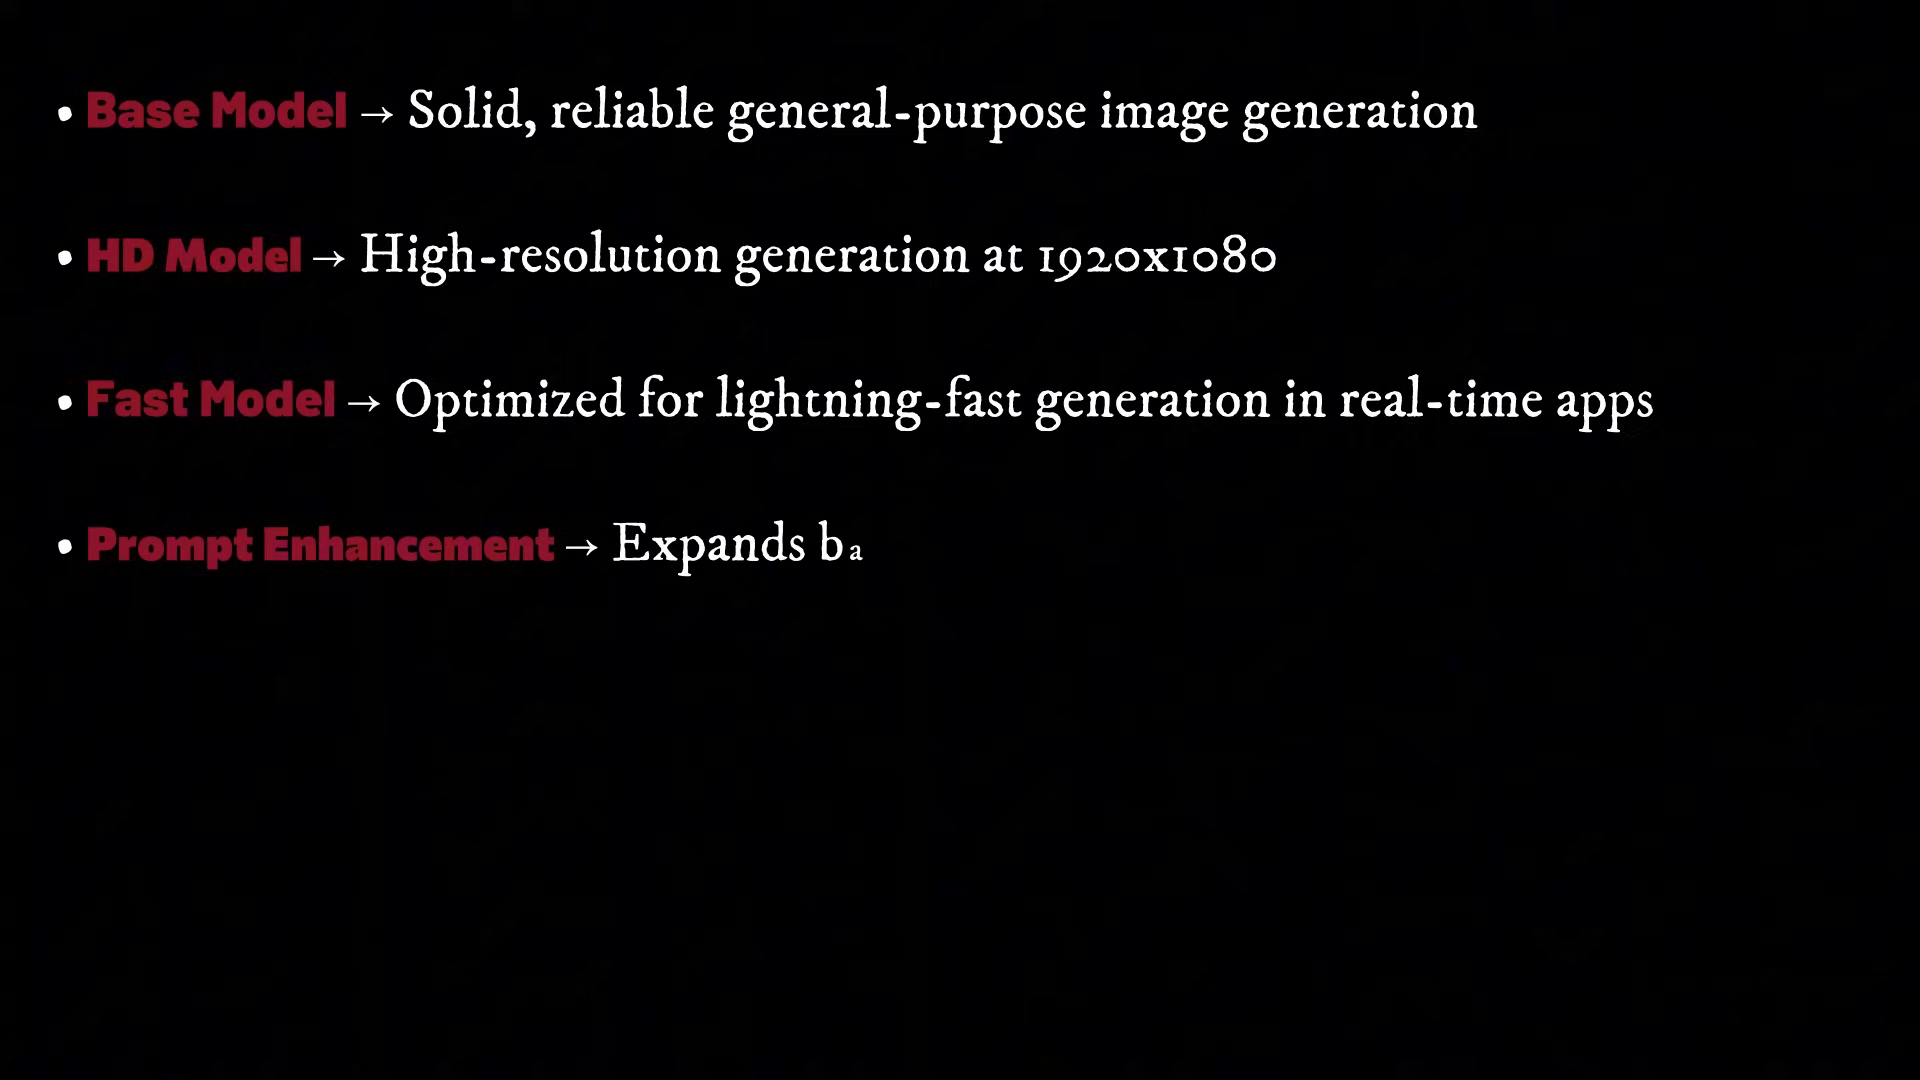 • Base Model → Solid, reliable general-purpose image generation
• HD Model → High-resolution generation at 1920x1080
• Fast Model → Optimized for lightning-fast generation in real-time apps
• Prompt Enhancement → Expands ba